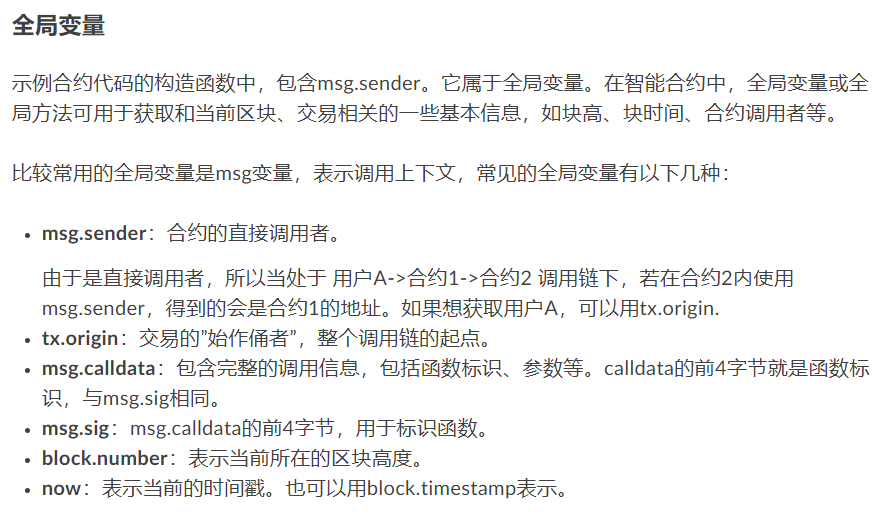 全局变量
示例合约代码的构造函数中，包含msg.sender。它属于全局变量。在智能合约中，全局变量或全
局方法可用于获取和当前区块、交易相关的一些基本信息，如块高、块时间、合约调用者等。
比较常用的全局变量是msg变量，表示调用上下文，常见的全局变量有以下几种：
• msg.sender：合约的直接调用者。
由于是直接调用者，所以当处于 用户A->合约1->合约2 调用链下，若在合约2内使用
msg.sender，得到的会是合约1的地址。如果想获取用户A，可以用tx.origin.
• tx.origin：交易的”始作俑者”，整个调用链的起点。
• msg.calldata：包含完整的调用信息，包括函数标识、参数等。calldata的前4字节就是函数标
识，与msg.sig相同。
• msg.sig：msg.calldata的前4字节，用于标识函数。
• block.number：表示当前所在的区块高度。
• now：表示当前的时间戳。也可以用block.timestamp表示。